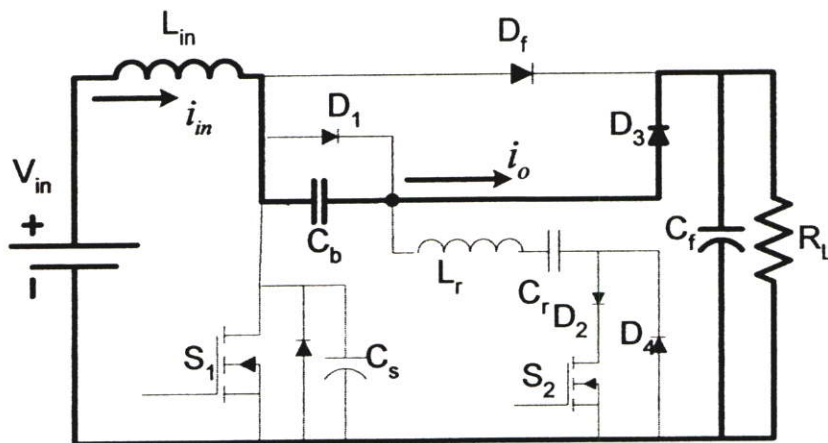 L_in
D_f
i_in
D_1
D_3
V_in
+
i_o
C_b
C_f
R_L
L_r
C_r
D_2
D_4
S_1
C_s
S_2